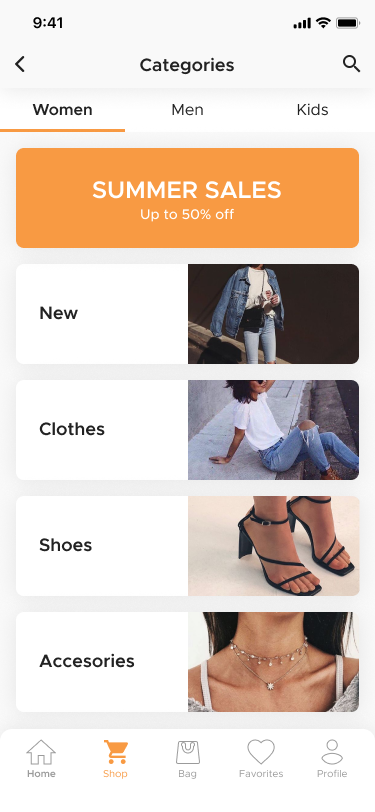 9:41
Categories
Women Men Kids
SUMMER SALES
Up to 50% off
New
Clothes
Shoes
Accesories
Home Shop Bag Favorites Profile